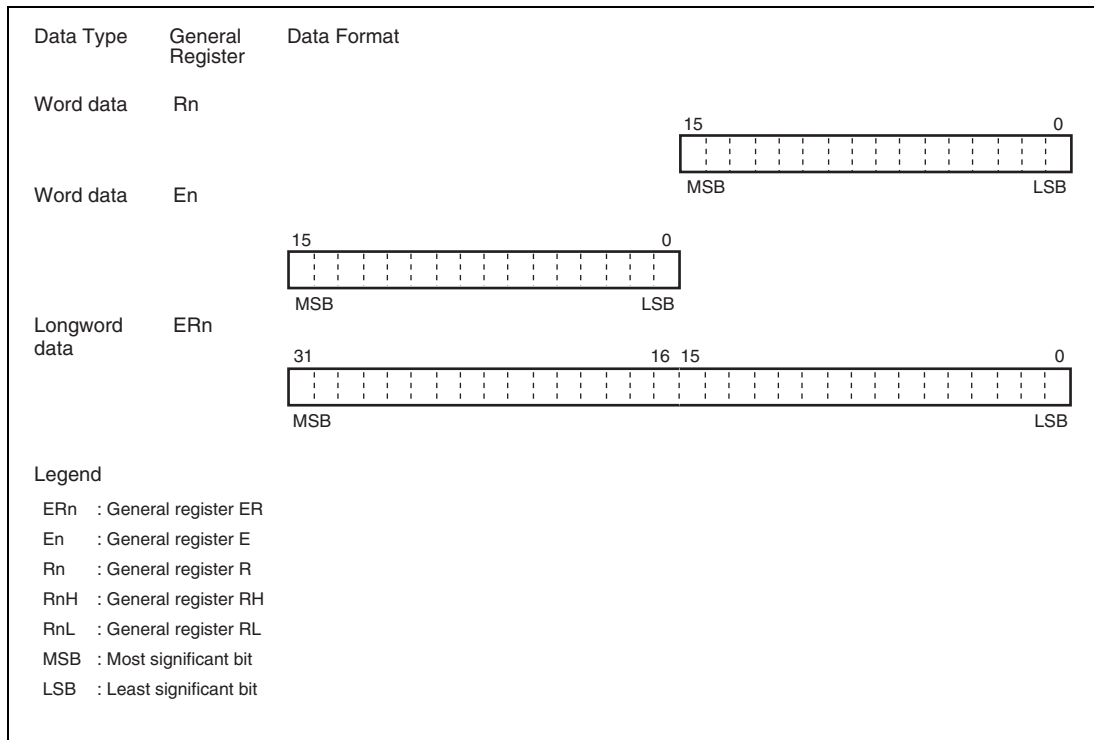 Data Type General Register Data Format
Word data Rn
15 0
MSB LSB
Word data En
15 0
MSB LSB
Longword data ERn
31 16 15 0
MSB LSB
Legend
ERn : General register ER
En : General register E
Rn : General register R
RnH : General register RH
RnL : General register RL
MSB : Most significant bit
LSB : Least significant bit